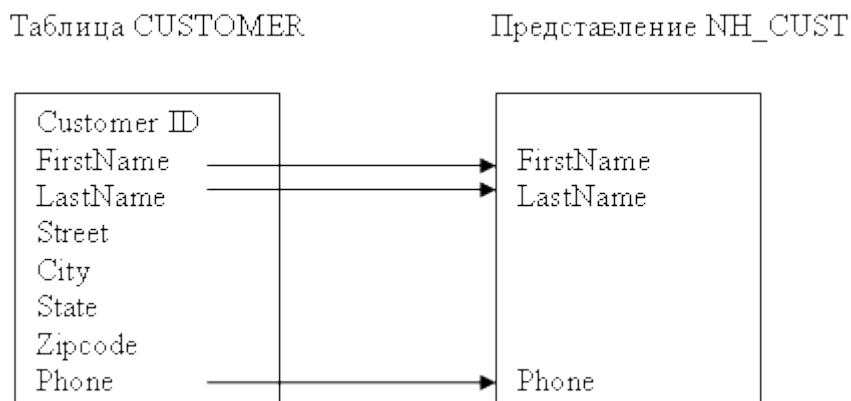 Таблица CUSTOMER
Представление NH_CUST
Customer ID
FirstName
LastName
Street
City
State
Zipcode
Phone
FirstName
LastName
Phone